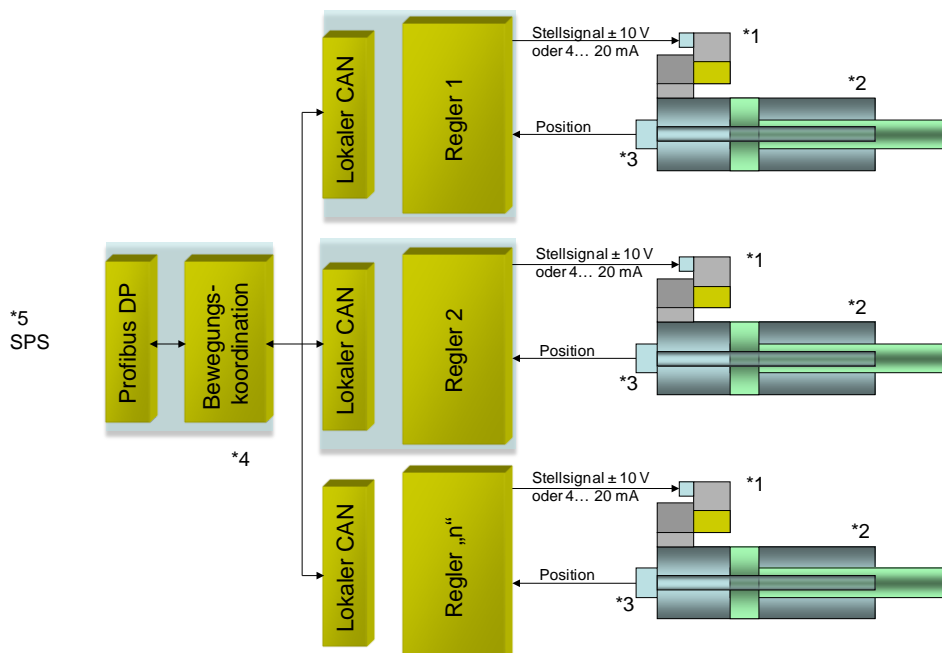 *5
SPS
Profibus DP
Bewegungs-
koordination
*4
Lokaler CAN
Regler 1
Stellsignal ± 10 V
oder 4... 20 mA
Position
*1
*2
*3
Lokaler CAN
Regler 2
Stellsignal ± 10 V
oder 4... 20 mA
Position
*1
*2
*3
Lokaler CAN
Regler „n“
Stellsignal ± 10 V
oder 4... 20 mA
Position
*1
*2
*3